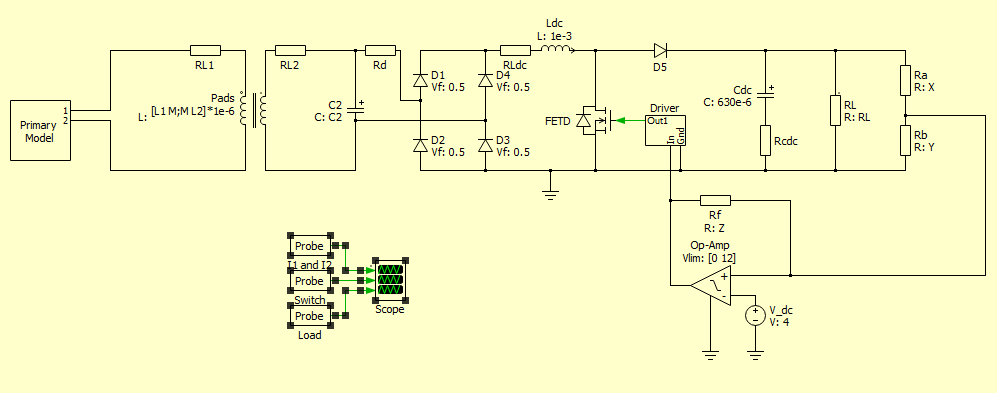 Ldc
L: 1e-3
RL1
RL2
Rd
RLdc
D5
Primary
Model
1
2
Pads
L: [L1 M;M L2]*1e-6
C2
C: C2
D1
Vf: 0.5
D4
Vf: 0.5
D2
Vf: 0.5
D3
Vf: 0.5
FETD
Driver
Out1
In
Gnd
Cdc
C: 630e-6
Rcdc
RL
R: RL
Ra
R: X
Rb
R: Y
Rf
R: Z
Op-Amp
Vlim: [0 12]
V_dc
V: 4
Probe
I1 and I2
Probe
Switch
Probe
Load
Scope